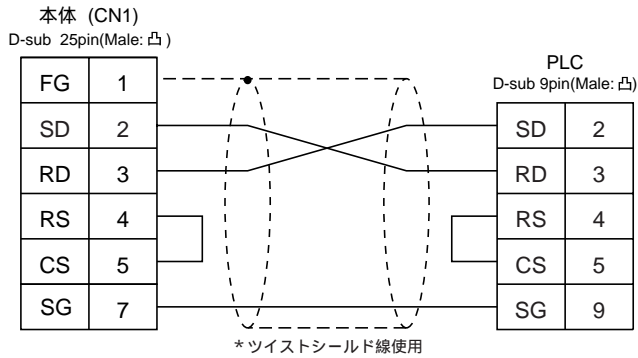 本体 (CN1)
D-sub 25pin(Male: 凸)
FG 1
SD 2
RD 3
RS 4
CS 5
SG 7
PLC
D-sub 9pin(Male: 凸)
SD 2
RD 3
RS 4
CS 5
SG 9
*ツイストシールド線使用